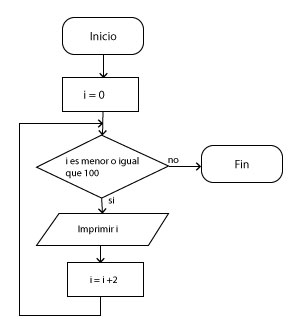 Inicio
i = 0
i es menor o igual
que 100
no
Fin
si
Imprimir i
i = i +2